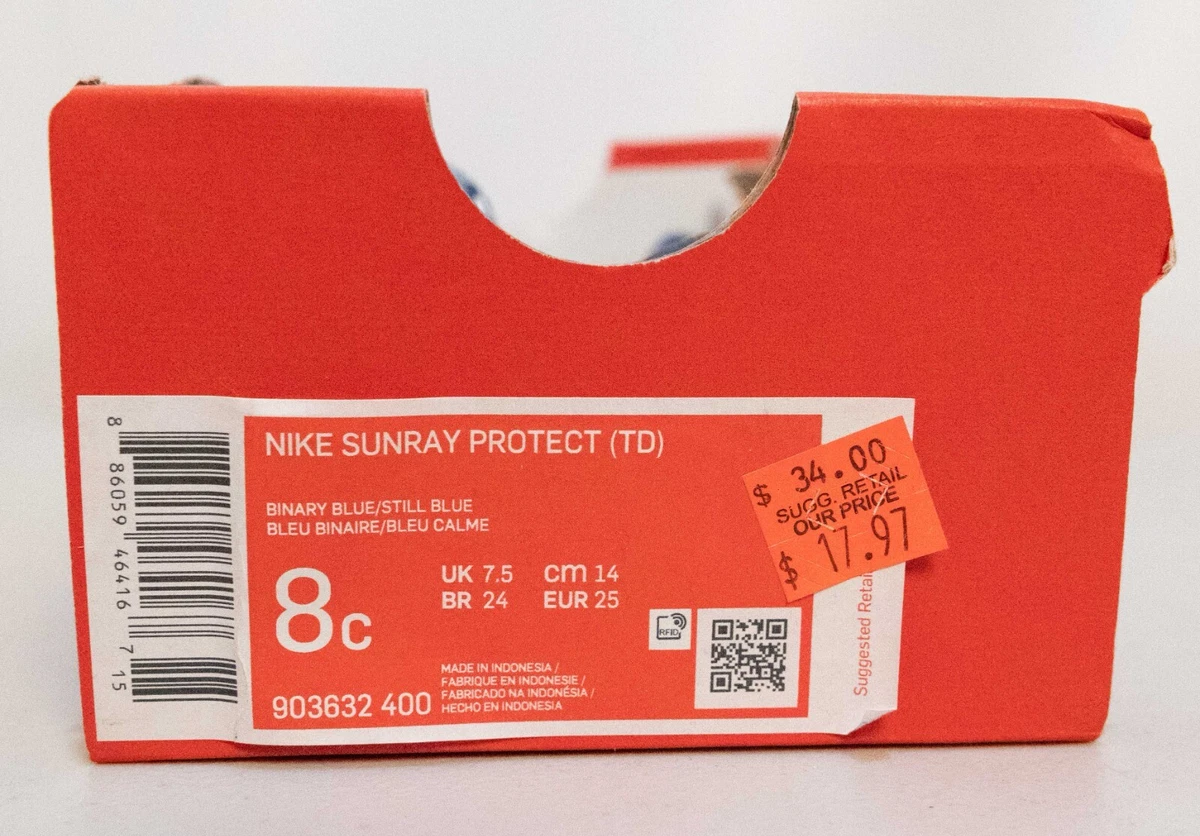 NIKE SUNRAY PROTECT (TD)
BINARY BLUE/STILL BLUE
BLEU BINAIRE/BLEU CALME
8C
UK 7.5 cm 14
BR 24 EUR 25
MADE IN INDONESIA /
FABRIQUE EN INDONESIE /
FABRICADO NA INDONÉSIA /
HECHO EN INDONESIA
903632 400
RFID
8 86059 46416 7 15
$ 34.00
SUGG. RETAIL
OUR PRICE
$ 17.97
Suggested Retai